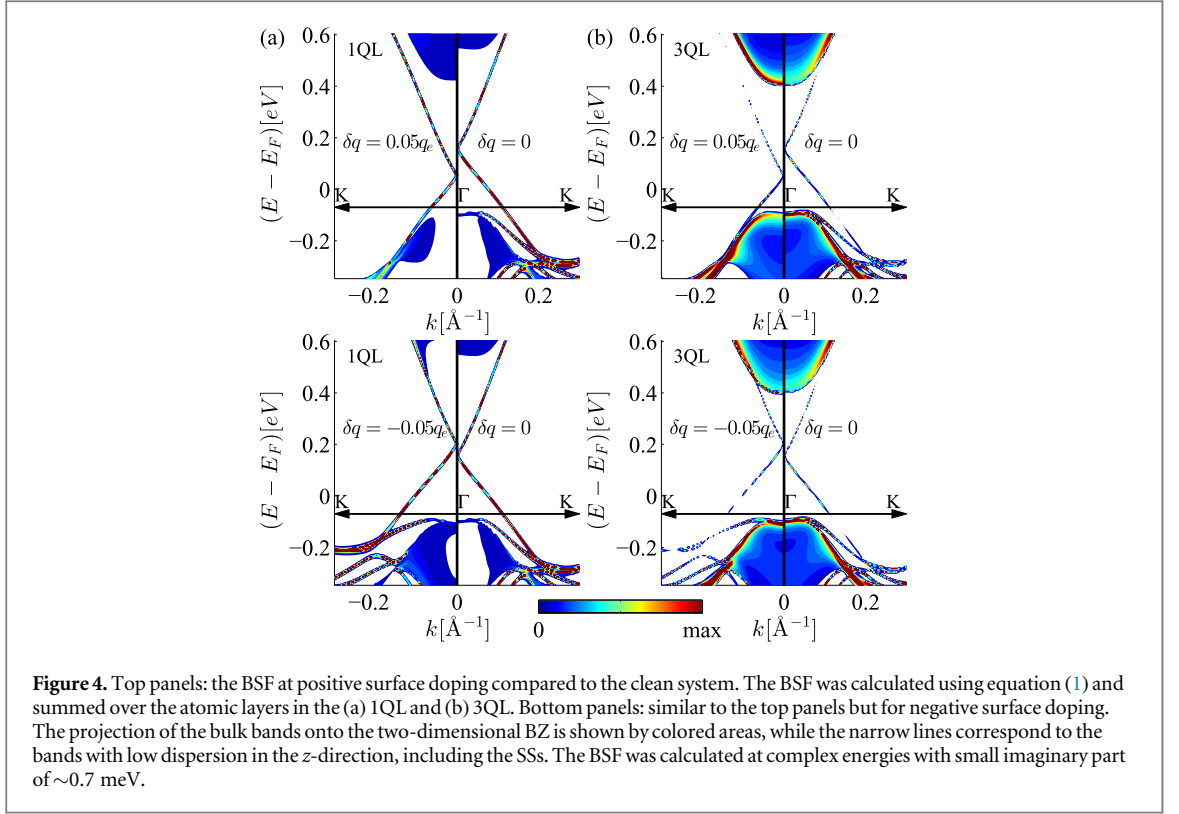 (a)
1QL
0.6
0.4
0.2
0
−0.2
(E − E_F)[eV]
δq = 0.05q_e
δq = 0
K
Γ
K
−0.2
0
0.2
k[Å⁻¹]
(b)
3QL
0.6
0.4
0.2
0
−0.2
(E − E_F)[eV]
δq = 0.05q_e
δq = 0
K
Γ
K
−0.2
0
0.2
k[Å⁻¹]
1QL
0.6
0.4
0.2
0
−0.2
(E − E_F)[eV]
δq = −0.05q_e
δq = 0
K
Γ
K
−0.2
0
0.2
k[Å⁻¹]
3QL
0.6
0.4
0.2
0
−0.2
(E − E_F)[eV]
δq = −0.05q_e
δq = 0
K
Γ
K
−0.2
0
0.2
k[Å⁻¹]
0
max
Figure 4. Top panels: the BSF at positive surface doping compared to the clean system. The BSF was calculated using equation (1) and
summed over the atomic layers in the (a) 1QL and (b) 3QL. Bottom panels: similar to the top panels but for negative surface doping.
The projection of the bulk bands onto the two-dimensional BZ is shown by colored areas, while the narrow lines correspond to the
bands with low dispersion in the z-direction, including the SSs. The BSF was calculated at complex energies with small imaginary part
of ∼0.7 meV.